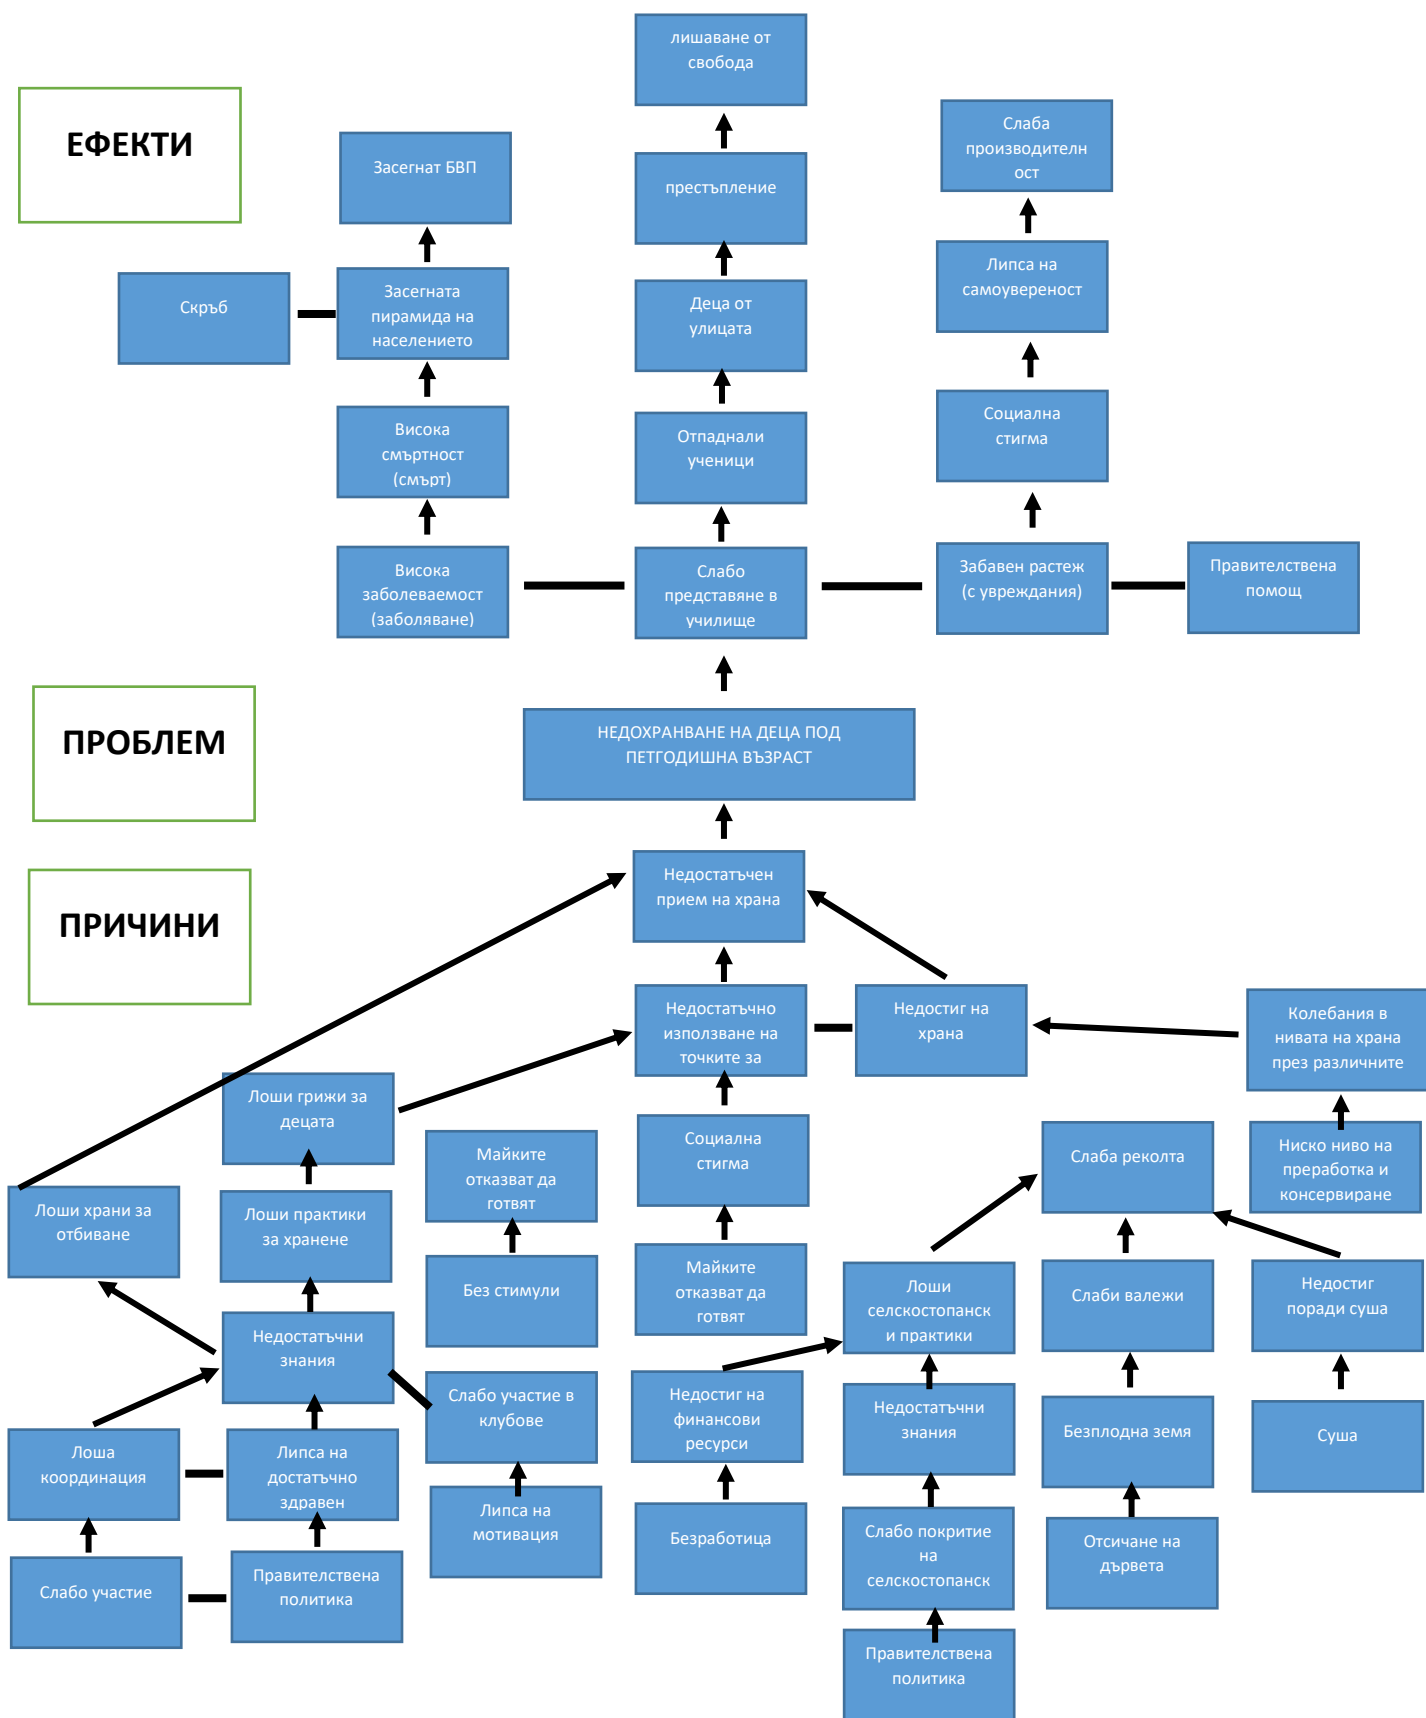 лишаване от
свобода
ЕФЕКТИ
Засегнат БВП
престъпление
Слаба
производителн
ост
Скръб
Засегната
пирамида на
населението
Деца от
улицата
Липса на
самоувереност
Висока
смъртност
(смърт)
Отпаднали
ученици
Социална
стигма
Висока
заболеваемост
(заболяване)
Слабо
представяне в
училище
Забавен растеж
(с увреждания)
Правителствена
помощ
ПРОБЛЕМ
НЕДОХРАНВАНЕ НА ДЕЦА ПОД
ПЕТГОДИШНА ВЪЗРАСТ
ПРИЧИНИ
Недостатъчен
прием на храна
Недостатъчно
използване на
точките за
Недостиг на
храна
Колебания в
нивата на храна
през различните
Лоши грижи за
децата
Майките
отказват да
готвят
Социална
стигма
Слаба реколта
Ниско ниво на
преработка и
консервиране
Лоши храни за
отбиване
Лоши практики
за хранене
Без стимули
Майките
отказват да
готвят
Лоши
селскостопанск
и практики
Слаби валежи
Недостиг
поради суша
Недостатъчни
знания
Слабо участие в
клубове
Недостиг на
финансови
ресурси
Недостатъчни
знания
Безплодна земя
Суша
Лоша
координация
Липса на
достатъчно
здравен
Липса на
мотивация
Безработица
Слабо покритие
на
селскостопанск
Отсичане на
дървета
Слабо участие
Правителствена
политика
Правителствена
политика